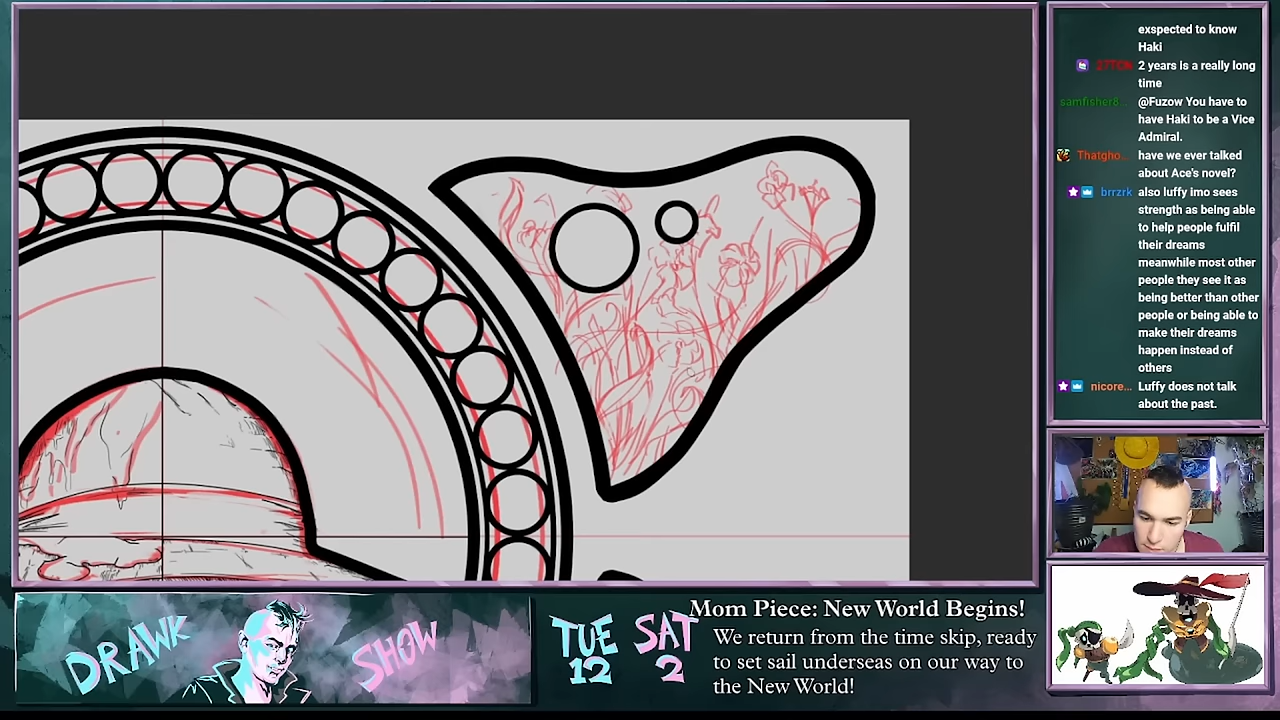 exspected to know
Haki
27TON 2 years is a really long
time
samfisher8... @Fuzow You have to
have Haki to be a Vice
Admiral.
Thatgho... have we ever talked
about Ace's novel?
brrzrk also luffy imo sees
strength as being able
to help people fulfil
their dreams
meanwhile most other
people they see it as
being better than other
people or being able to
make their dreams
happen instead of
others
nicore... Luffy does not talk
about the past.
DRAWK SHOW
TUE SAT
12 2
Mom Piece: New World Begins!
We return from the time skip, ready
to set sail underseas on our way to
the New World!